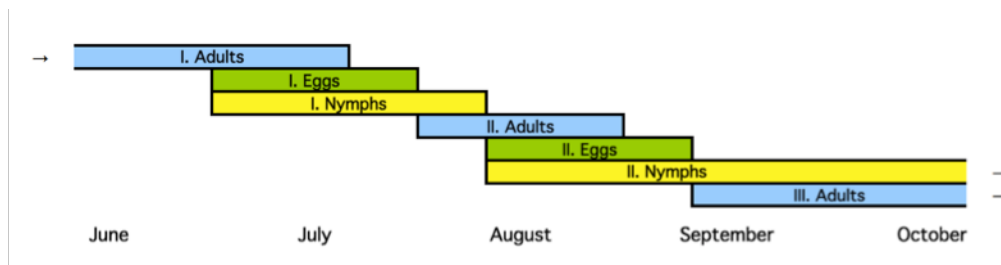 → I. Adults
I. Eggs
I. Nymphs
II. Adults
II. Eggs
II. Nymphs
III. Adults
June July August September October